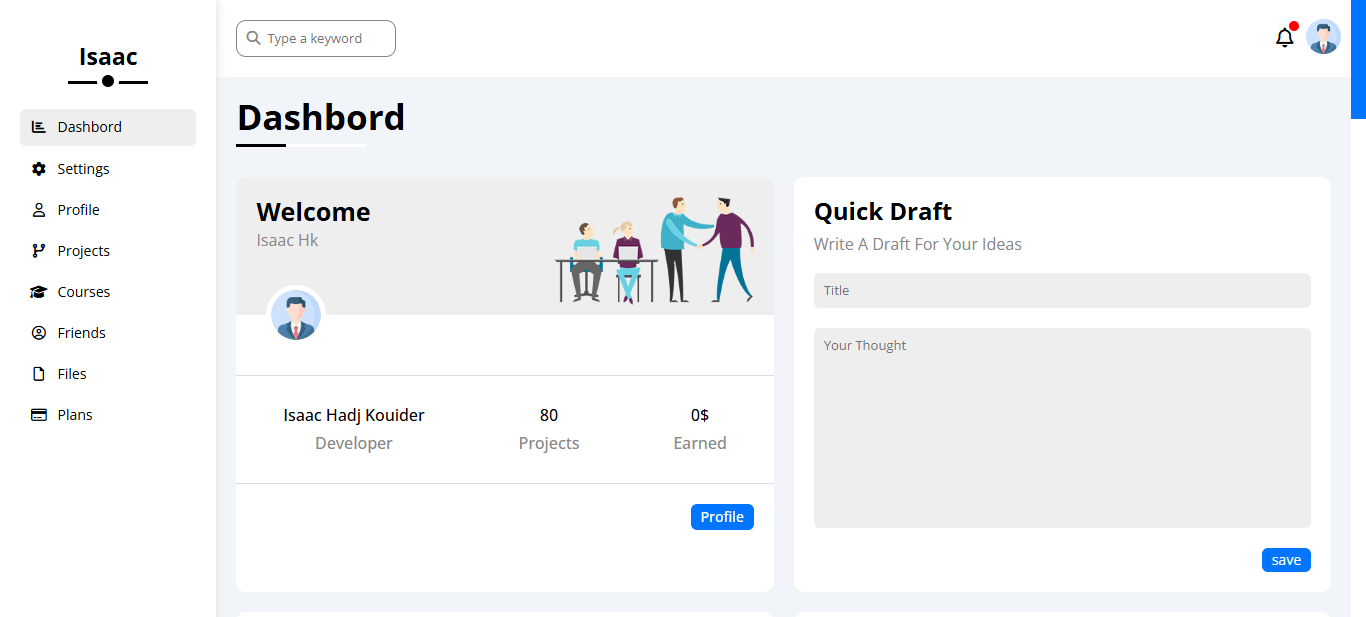 Isaac
Dashbord
Settings
Profile
Projects
Courses
Friends
Files
Plans
Type a keyword
Dashbord
Welcome
Isaac Hk
Isaac Hadj Kouider
Developer
80
Projects
0$
Earned
Profile
Quick Draft
Write A Draft For Your Ideas
Title
Your Thought
save